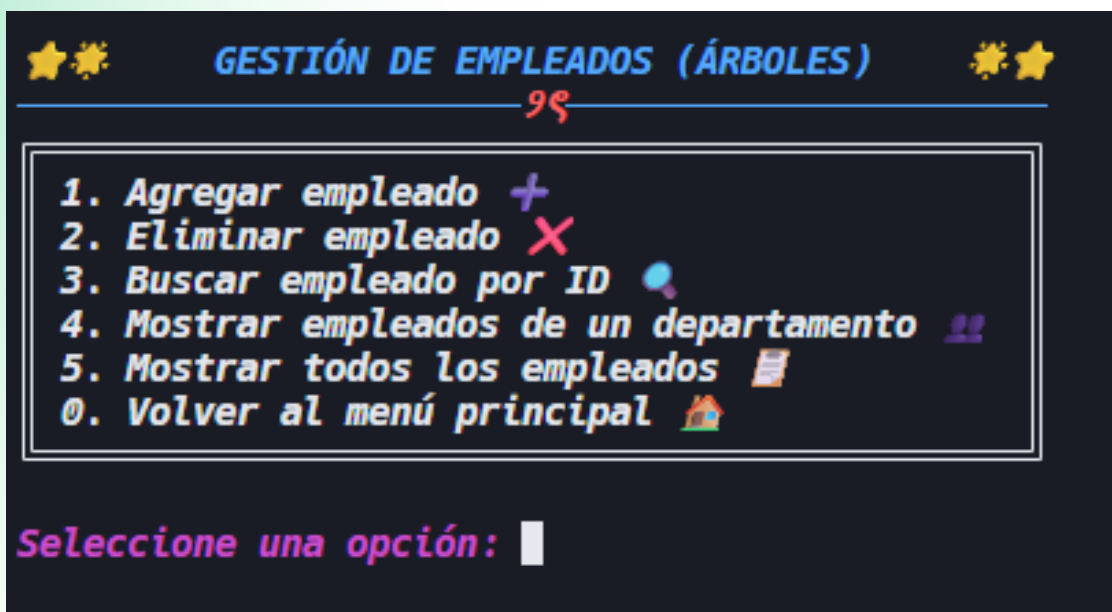 ⭐🌟 GESTIÓN DE EMPLEADOS (ÁRBOLES) 🌟⭐
୨୧
1. Agregar empleado ➕
2. Eliminar empleado ❌
3. Buscar empleado por ID 🔍
4. Mostrar empleados de un departamento 👥
5. Mostrar todos los empleados 📋
0. Volver al menú principal 🏠
Seleccione una opción: